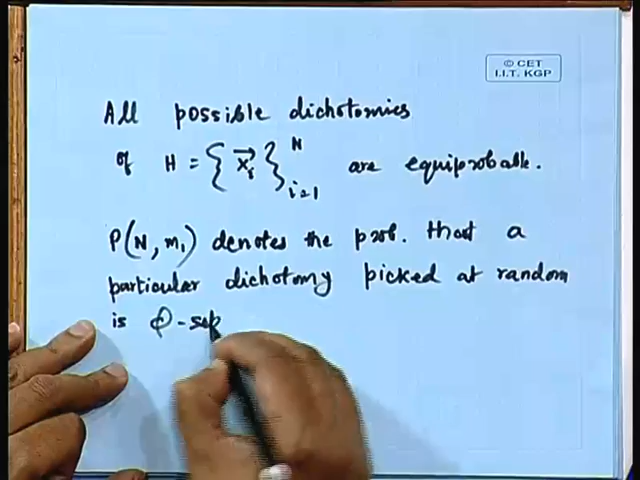 © CET
I.I.T. KGP
All possible dichotomies
of H = { x⃗ᵢ }ᴺᵢ₌₁ are equiprobable.
P(N, m₁) denotes the prob. that a
particular dichotomy picked at random
is φ-sep